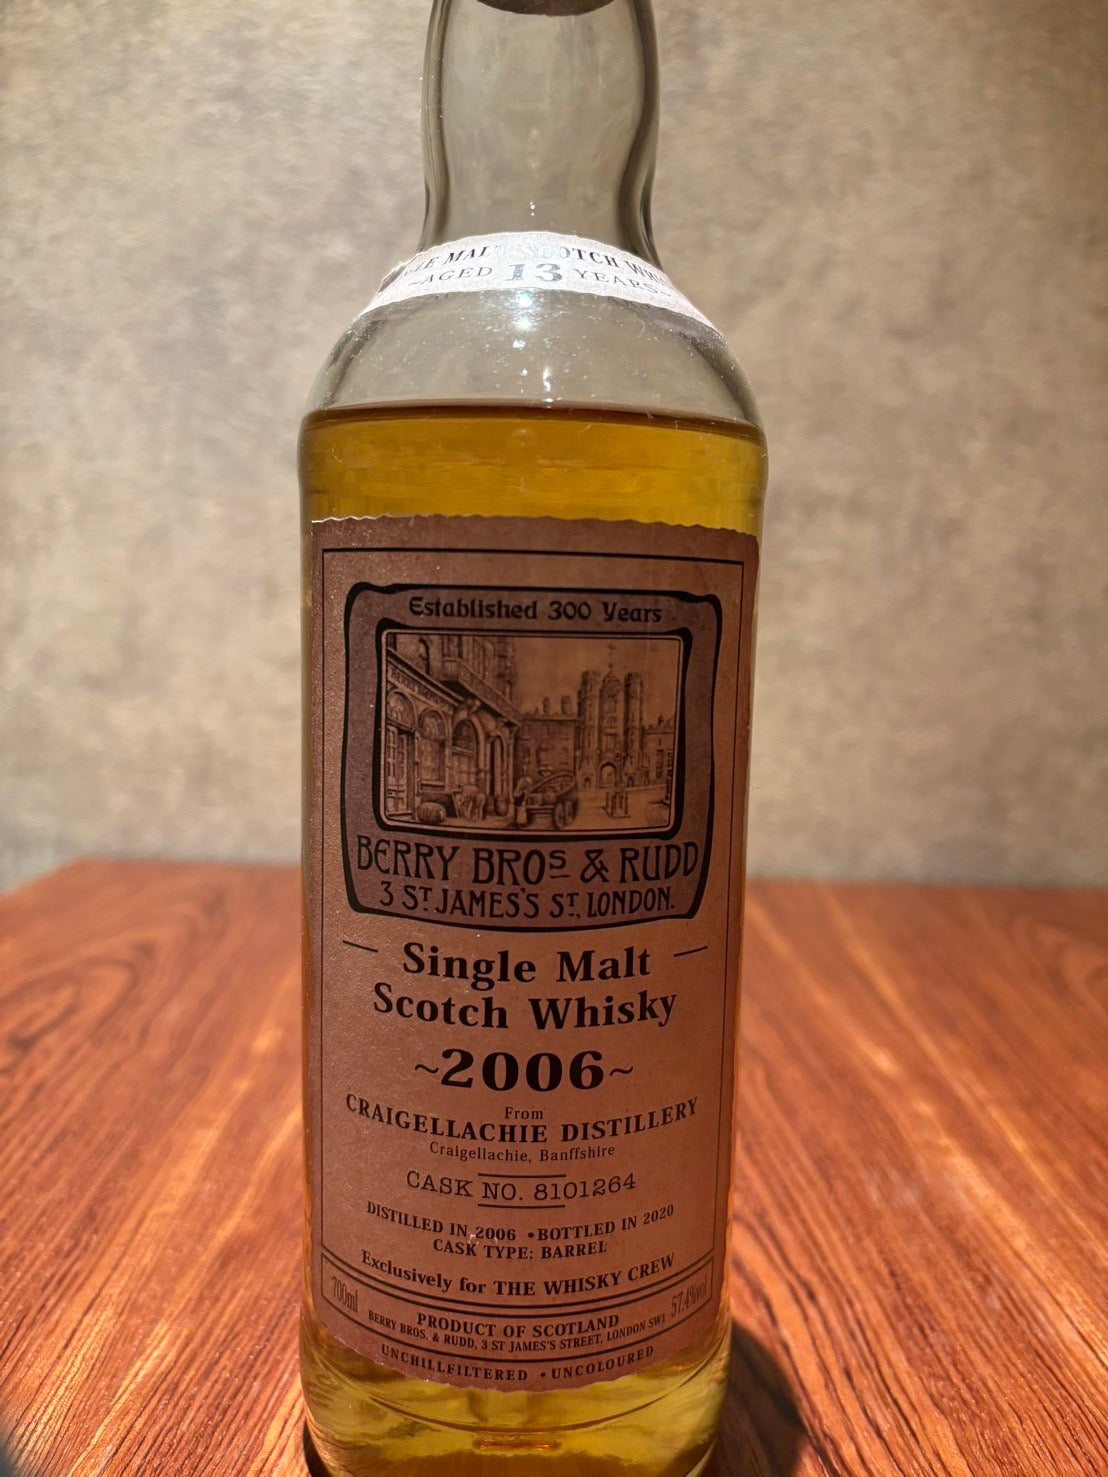 MALT SCOTCH
~AGED 13 YEARS~
Established 300 Years
BERRY BROS & RUDD
3 ST JAMES'S ST, LONDON.
Single Malt
Scotch Whisky
~2006~
From
CRAIGELLACHIE DISTILLERY
Craigellachie, Banffshire
CASK NO. 8101264
DISTILLED IN 2006 • BOTTLED IN 2020
CASK TYPE: BARREL
Exclusively for THE WHISKY CREW
700ml
57.4%vol
PRODUCT OF SCOTLAND
BERRY BROS. & RUDD, 3 ST JAMES'S STREET, LONDON SW1
UNCHILLFILTERED • UNCOLOURED